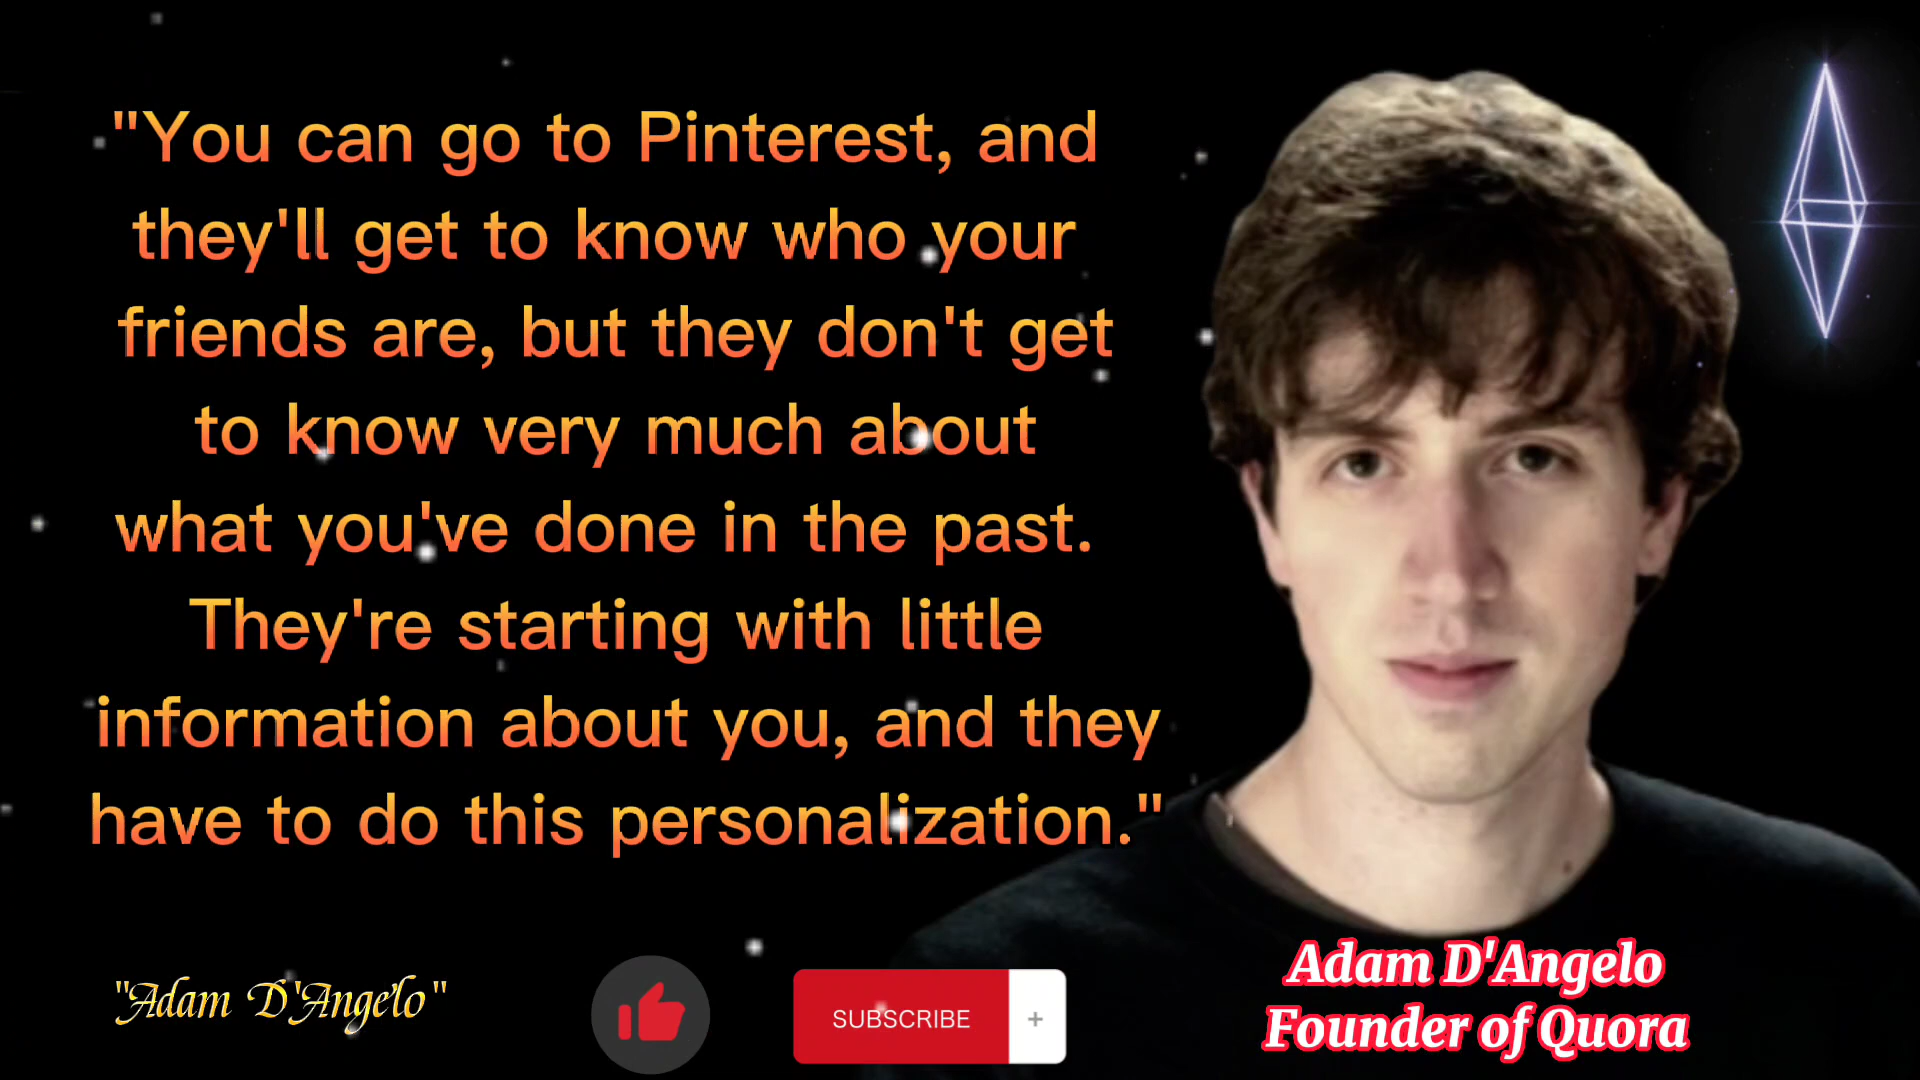 "You can go to Pinterest, and
they'll get to know who your
friends are, but they don't get
to know very much about
what you've done in the past.
They're starting with little
information about you, and they
have to do this personalization."
"Adam D'Angelo"
SUBSCRIBE +
Adam D'Angelo
Founder of Quora